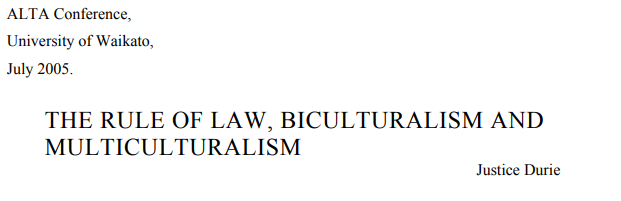 ALTA Conference,
University of Waikato,
July 2005.
THE RULE OF LAW, BICULTURALISM AND
MULTICULTURALISM
Justice Durie